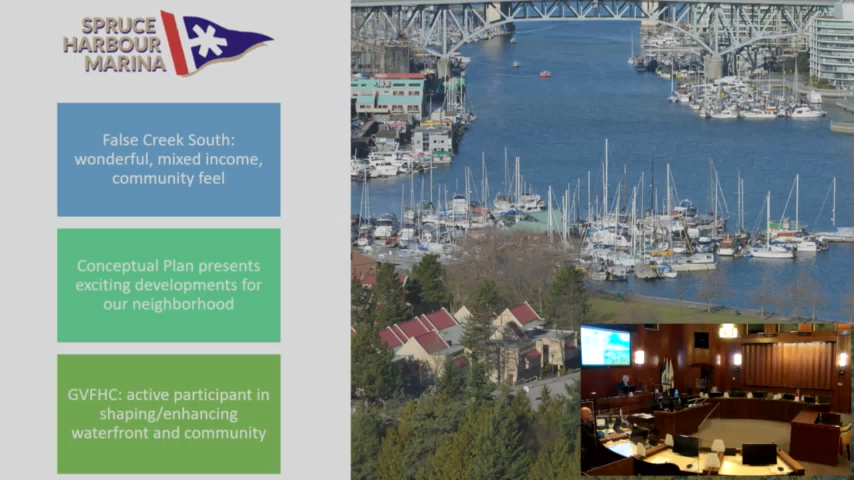 SPRUCE
HARBOUR
MARINA
False Creek South:
wonderful, mixed income,
community feel
Conceptual Plan presents
exciting developments for
our neighborhood
GVFHC: active participant in
shaping/enhancing
waterfront and community